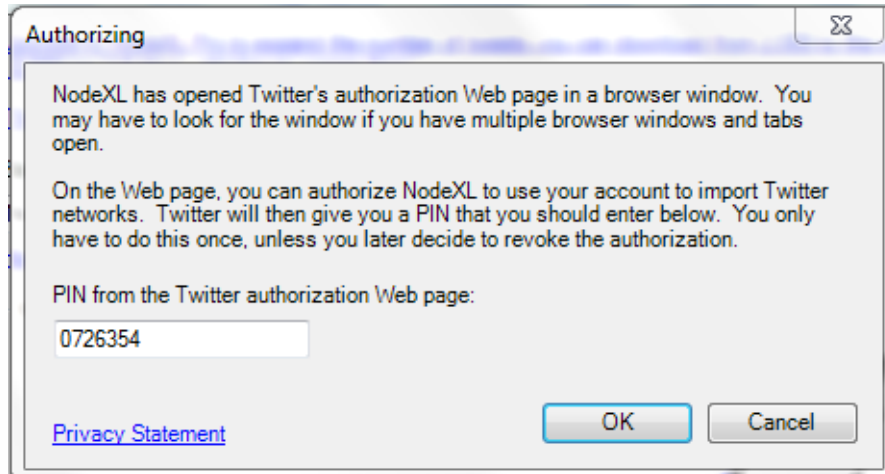 Authorizing
NodeXL has opened Twitter's authorization Web page in a browser window.  You
may have to look for the window if you have multiple browser windows and tabs
open.
On the Web page, you can authorize NodeXL to use your account to import Twitter
networks.  Twitter will then give you a PIN that you should enter below.  You only
have to do this once, unless you later decide to revoke the authorization.
PIN from the Twitter authorization Web page:
0726354
Privacy Statement
OK
Cancel